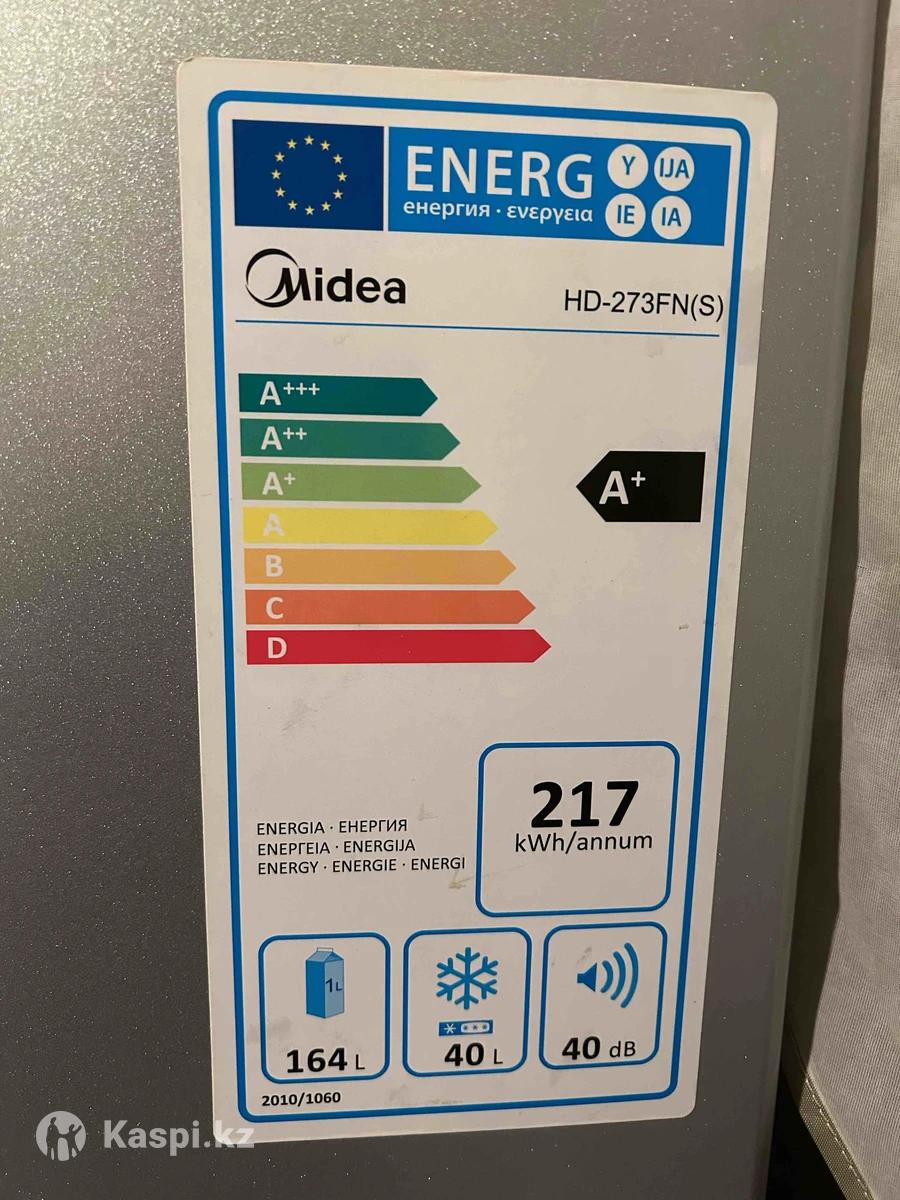 ENERG Y IJA
енергия · ενεργεια IE IA
Midea
HD-273FN(S)
A+++
A++
A+
A+
A
B
C
D
217
kWh/annum
ENERGIA · ЕНЕРГИЯ
ΕΝΕΡΓΕΙΑ · ENERGIJA
ENERGY · ENERGIE · ENERGI
1L
164 L
40 L
40 dB
2010/1060
Kaspi.kz